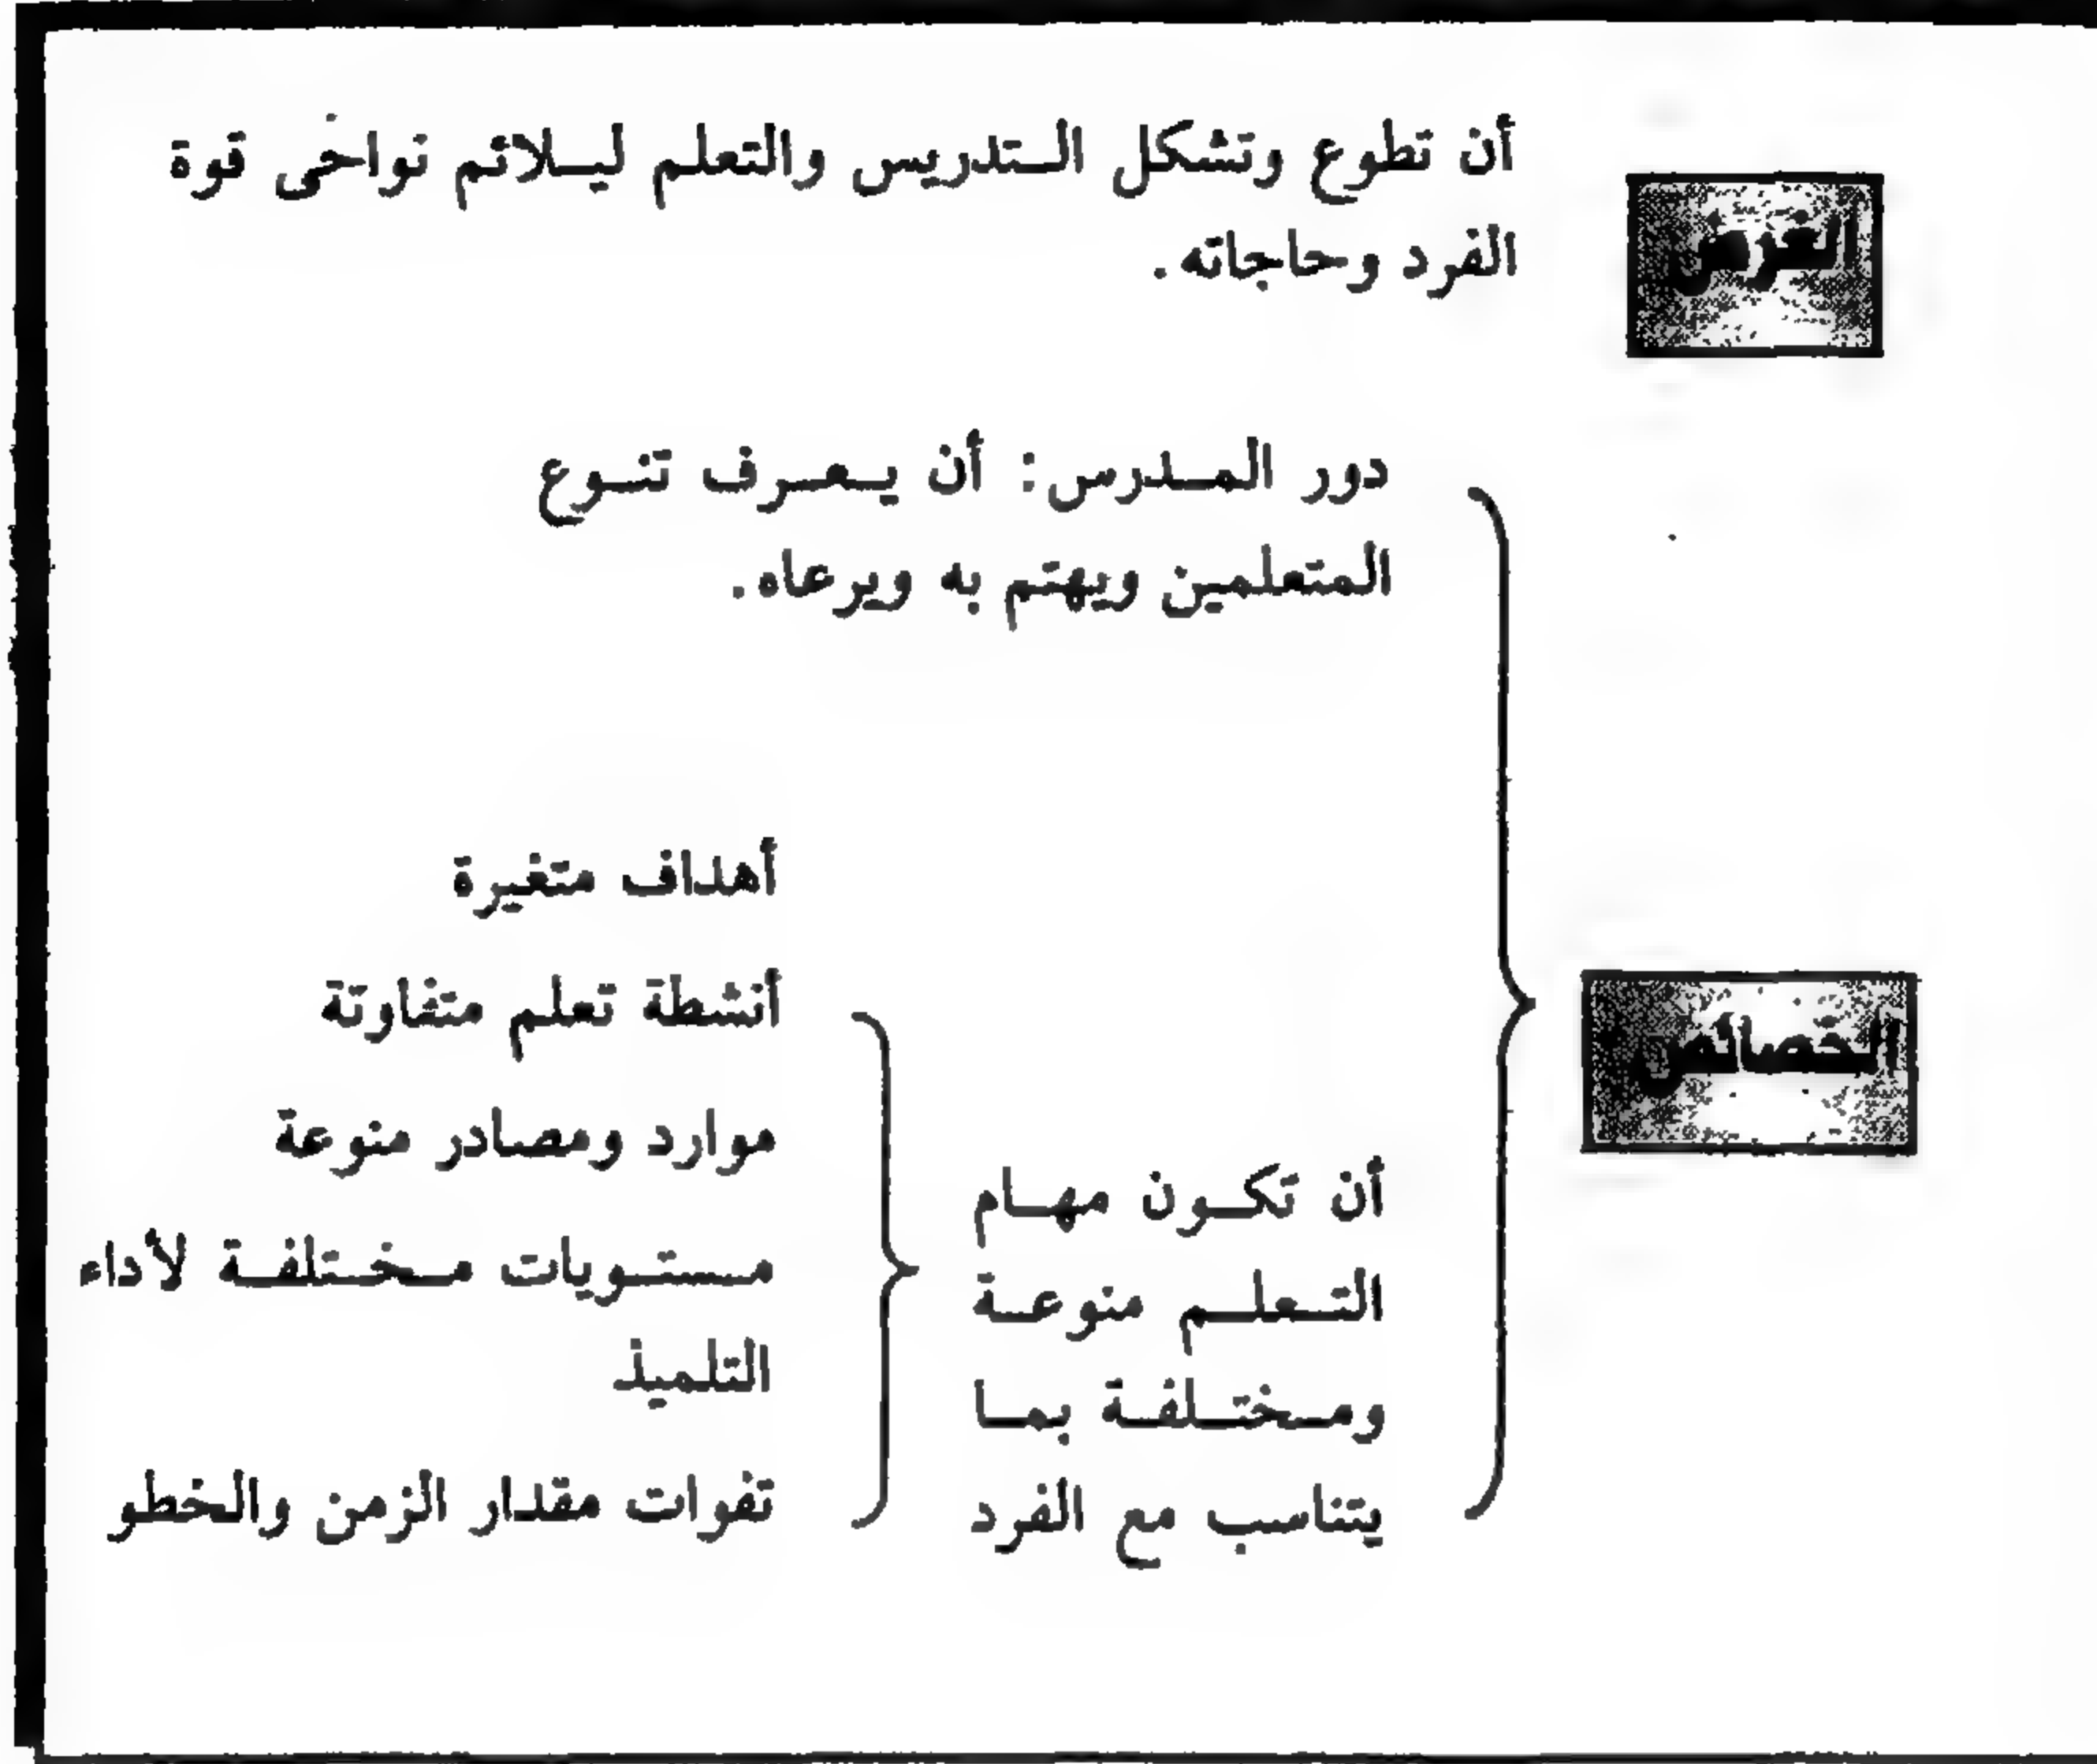 الغرض
أن تطوع وتشكل التدريس والتعلم ليلائم نواحى قوة
الفرد وحاجاته.
الخصائص
دور المدرس: أن يعرف تنوع
المتعلمين ويهتم به ويرعاه.
أن تكون مهام
التعلم منوعة
ومختلفة بما
يتناسب مع الفرد
أهداف متغيرة
أنشطة تعلم متفاوتة
موارد ومصادر منوعة
مستويات مختلفة لأداء
التلميذ
تفوات مقدار الزمن والخطو